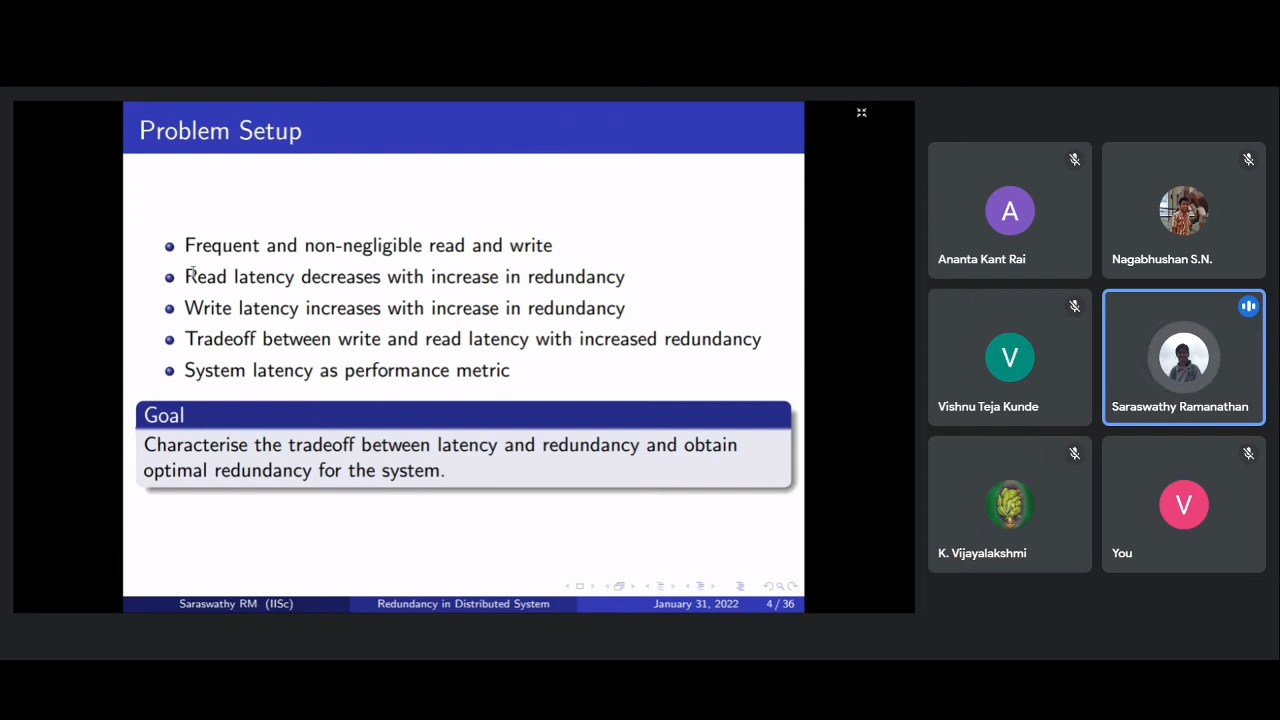 Problem Setup
Frequent and non-negligible read and write
Read latency decreases with increase in redundancy
Write latency increases with increase in redundancy
Tradeoff between write and read latency with increased redundancy
System latency as performance metric
Goal
Characterise the tradeoff between latency and redundancy and obtain
optimal redundancy for the system.
Saraswathy RM (IISc)
Redundancy in Distributed System
January 31, 2022
4 / 36
A
Ananta Kant Rai
Nagabhushan S.N.
V
Vishnu Teja Kunde
Saraswathy Ramanathan
K. Vijayalakshmi
V
You